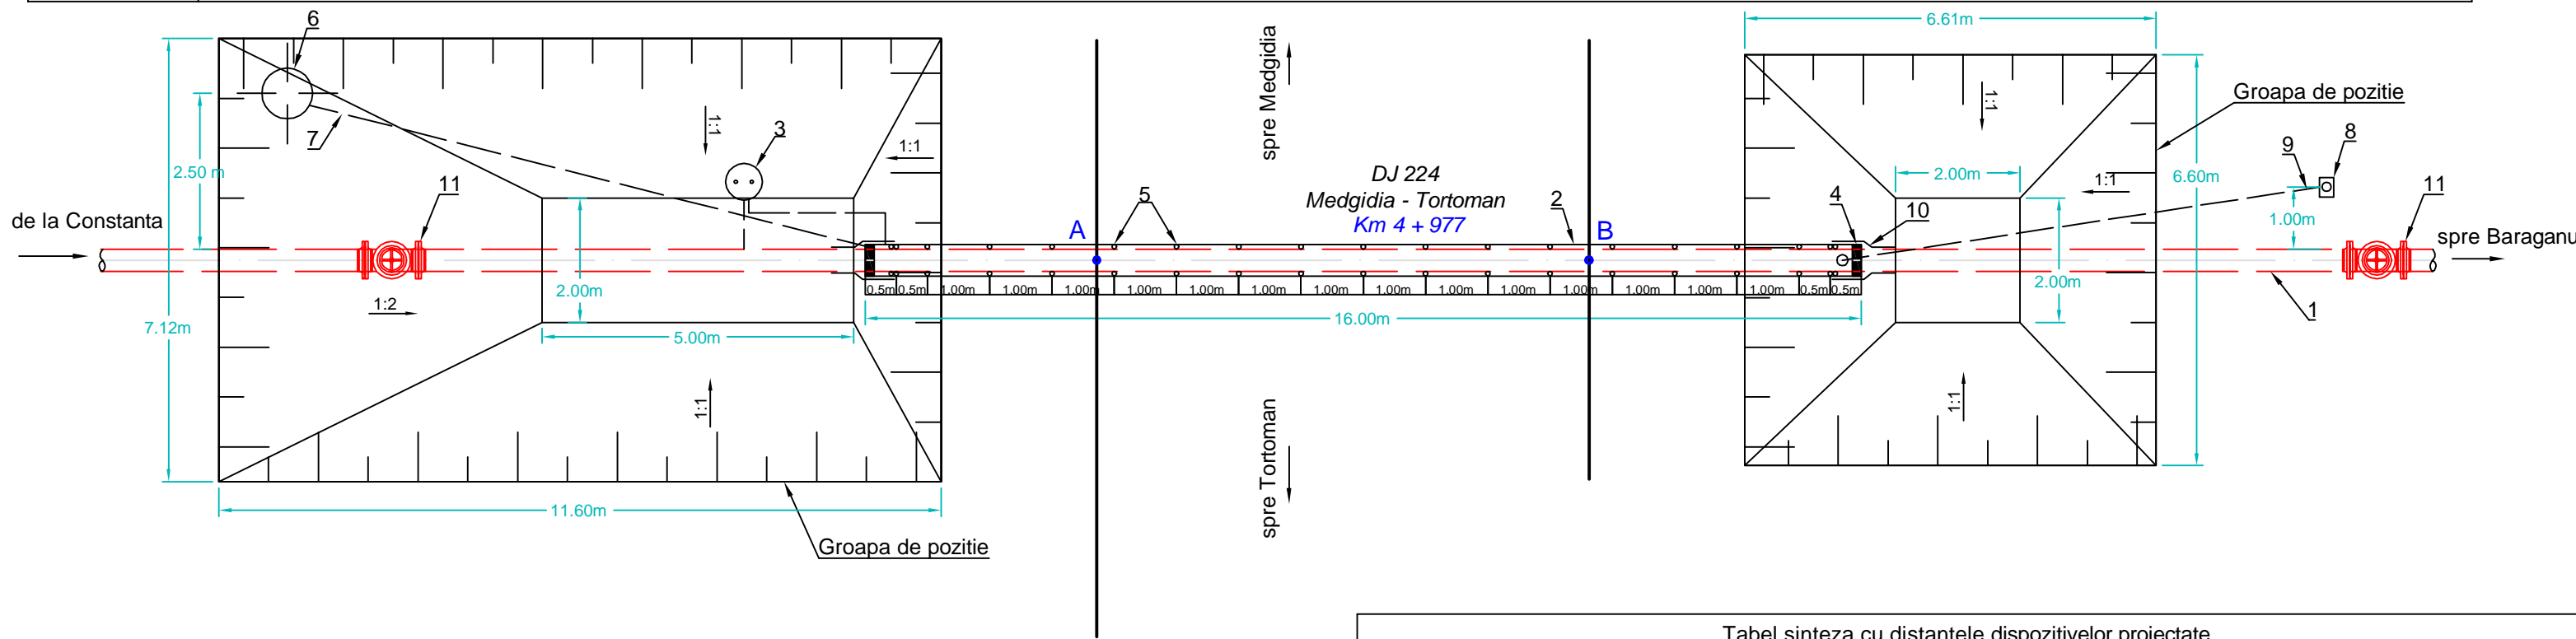 6
6.61m
spre Medgidia
Groapa de pozitie
1:1
1:1
3
7
9
8
2.50 m
1:1
DJ 224
Medgidia - Tortoman
Km 4 + 977
2.00m
1:1
6.60m
11
5
2
4
10
11
de la Constanta
A
B
1.00m
spre Baraganu
2.00m
0.5m
0.5m
1.00m
1.00m
1.00m
1.00m
1.00m
1.00m
1.00m
1.00m
1.00m
1.00m
1.00m
1.00m
1.00m
1.00m
0.5m
0.5m
2.00m
1:2
7.12m
16.00m
1
5.00m
1:1
1:1
spre Tortoman
11.60m
Groapa de pozitie
Tabel sinteza cu distantele dispozitivelor proiectate